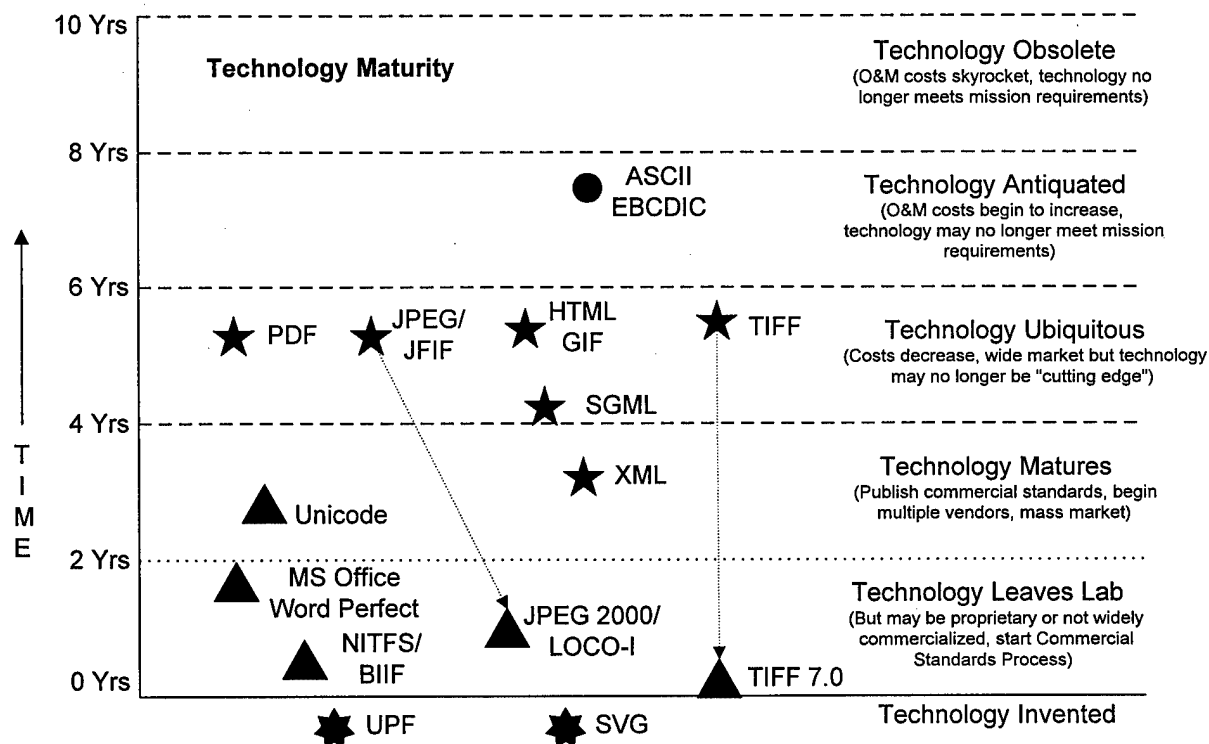 10 Yrs
Technology Maturity
Technology Obsolete
(O&M costs skyrocket, technology no
longer meets mission requirements)
8 Yrs
ASCII
EBCDIC
Technology Antiquated
(O&M costs begin to increase,
technology may no longer meet mission
requirements)
6 Yrs
PDF
JPEG/
JFIF
HTML
GIF
TIFF
Technology Ubiquitous
(Costs decrease, wide market but technology
may no longer be "cutting edge")
SGML
4 Yrs
TIME
XML
Technology Matures
(Publish commercial standards, begin
multiple vendors, mass market)
Unicode
2 Yrs
MS Office
Word Perfect
NITFS/
BIIF
JPEG 2000/
LOCO-I
TIFF 7.0
Technology Leaves Lab
(But may be proprietary or not widely
commercialized, start Commercial
Standards Process)
0 Yrs
UPF
SVG
Technology Invented